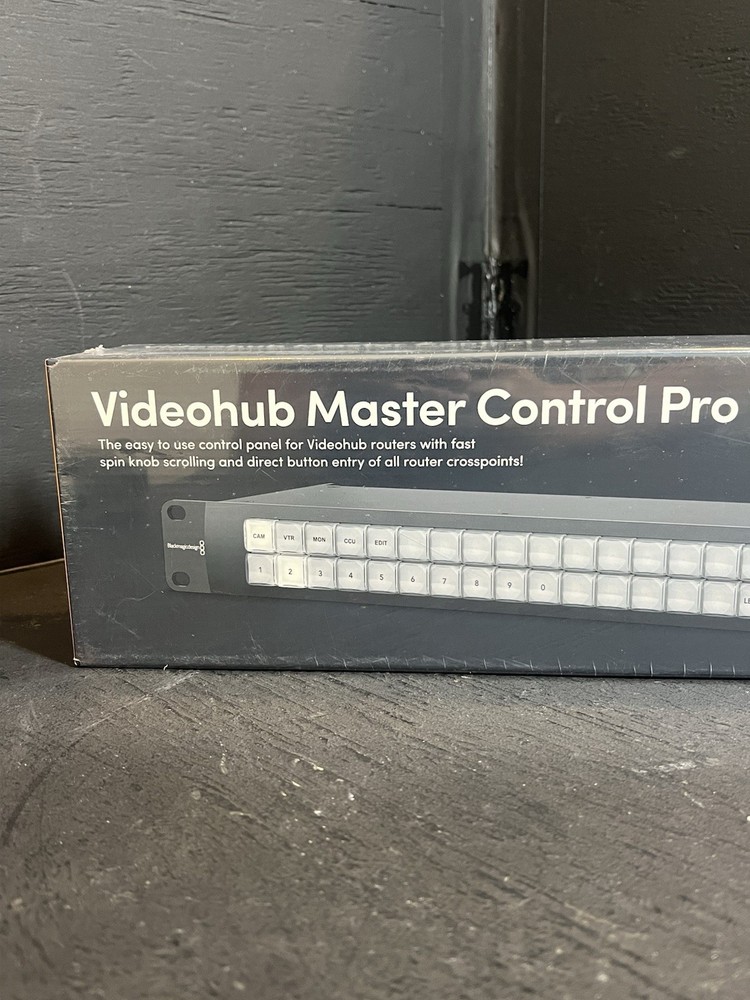 Videohub Master Control Pro
The easy to use control panel for Videohub routers with fast
spin knob scrolling and direct button entry of all router crosspoints!
CAM VTR MON CCU EDIT
Blackmagicdesign
1 2 3 4 5 6 7 8 9 0